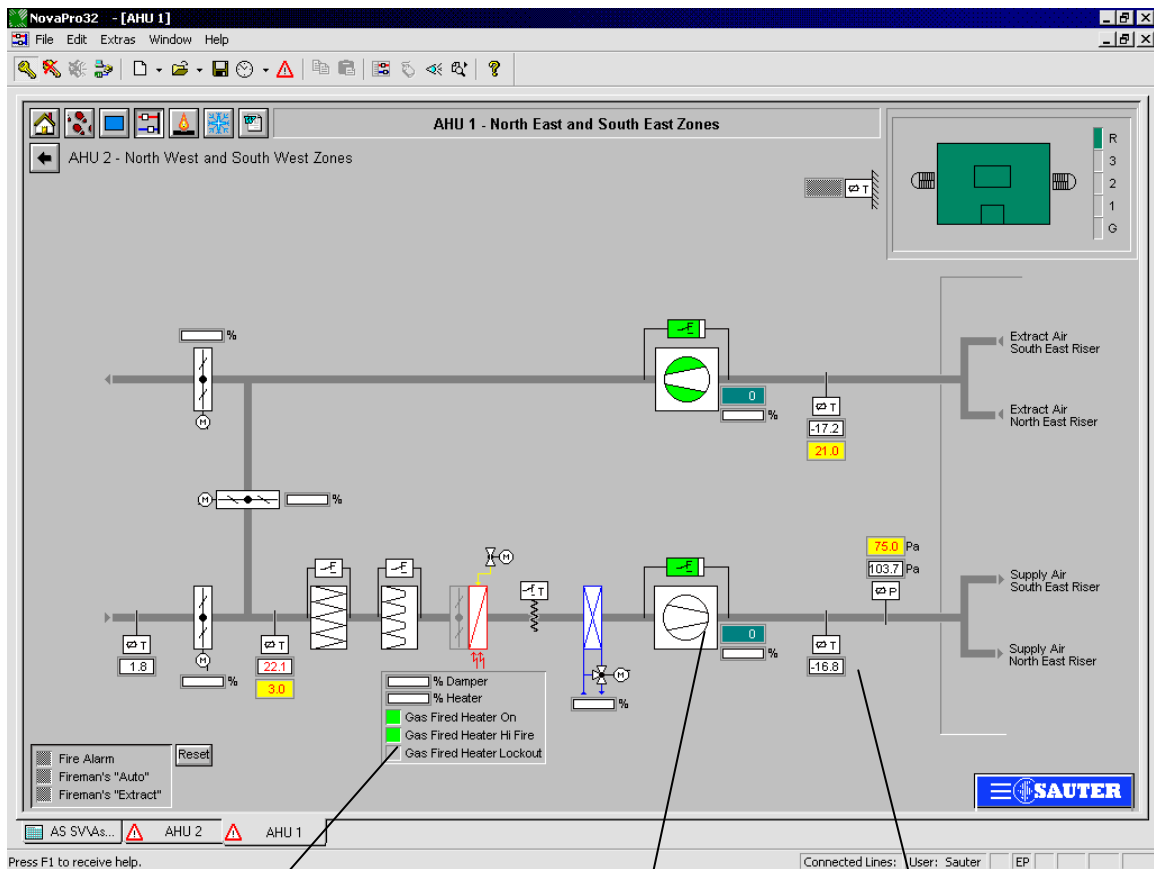 NovaPro32 - [AHU 1]
File Edit Extras Window Help
AHU 1 - North East and South East Zones
AHU 2 - North West and South West Zones
T
R
3
2
1
G
%
M
0
%
T
-17.2
21.0
Extract Air
South East Riser
Extract Air
North East Riser
M
%
M
T
75.0 Pa
103.7 Pa
P
Supply Air
South East Riser
Supply Air
North East Riser
T
1.8
M
%
T
22.1
3.0
0
%
T
-16.8
M
%
% Damper
% Heater
Gas Fired Heater On
Gas Fired Heater Hi Fire
Gas Fired Heater Lockout
Fire Alarm
Fireman's "Auto"
Fireman's "Extract"
Reset
SAUTER
AS SV\As... AHU 2 AHU 1
Press F1 to receive help.
Connected Lines: User: Sauter EP